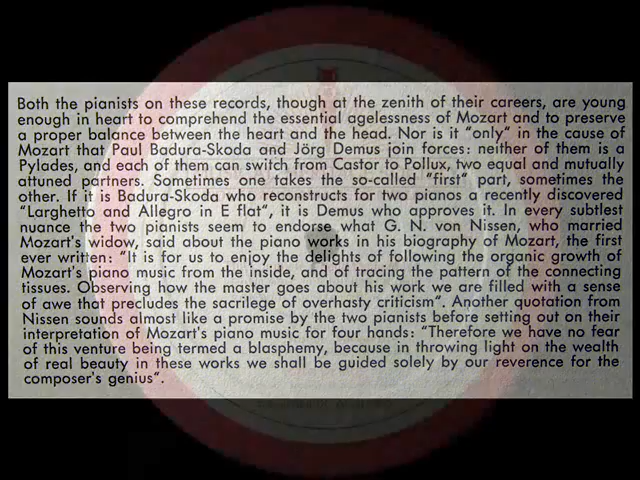 Both the pianists on these records, though at the zenith of their careers, are young
enough in heart to comprehend the essential agelessness of Mozart and to preserve
a proper balance between the heart and the head. Nor is it "only" in the cause of
Mozart that Paul Badura-Skoda and Jörg Demus join forces: neither of them is a
Pylades, and each of them can switch from Castor to Pollux, two equal and mutually
attuned partners. Sometimes one takes the so-called "first" part, sometimes the
other. If it is Badura-Skoda who reconstructs for two pianos a recently discovered
"Larghetto and Allegro in E flat", it is Demus who approves it. In every subtlest
nuance the two pianists seem to endorse what G. N. von Nissen, who married
Mozart's widow, said about the piano works in his biography of Mozart, the first
ever written: "It is for us to enjoy the delights of following the organic growth of
Mozart's piano music from the inside, and of tracing the pattern of the connecting
tissues. Observing how the master goes about his work we are filled with a sense
of awe that precludes the sacrilege of overhasty criticism". Another quotation from
Nissen sounds almost like a promise by the two pianists before setting out on their
interpretation of Mozart's piano music for four hands: "Therefore we have no fear
of this venture being termed a blasphemy, because in throwing light on the wealth
of real beauty in these works we shall be guided solely by our reverence for the
composer's genius".